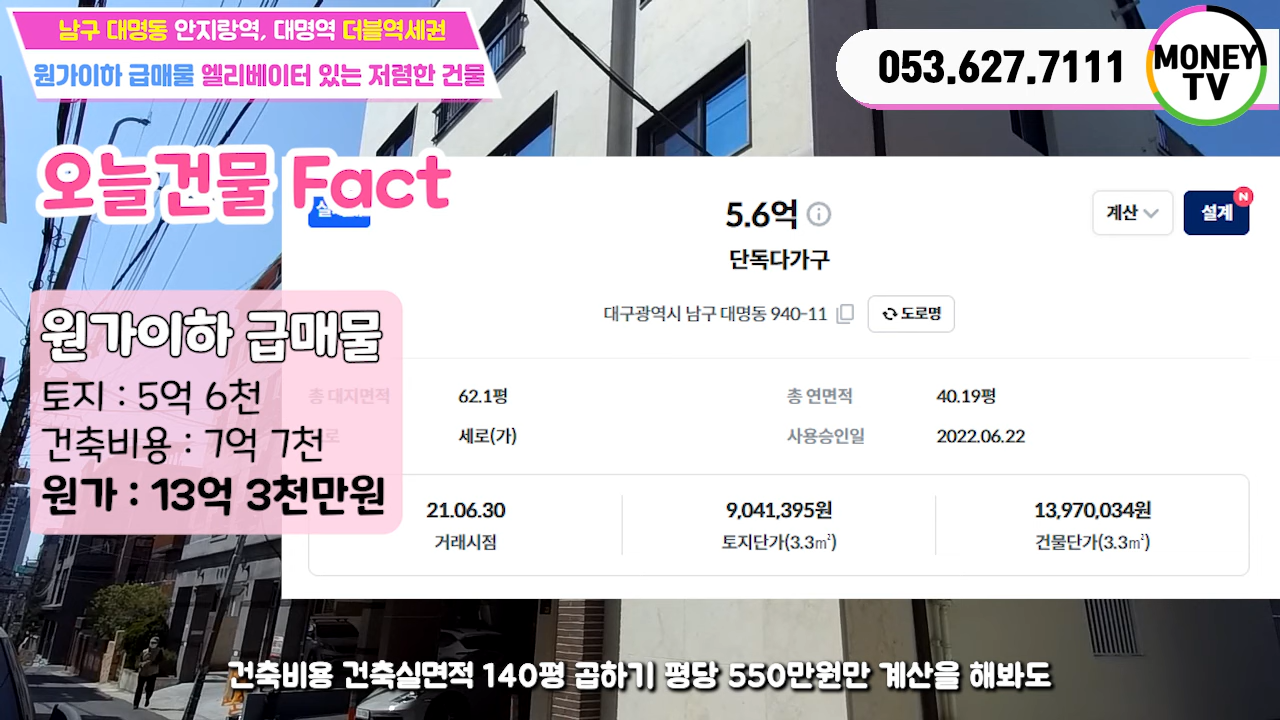 남구 대명동 안지랑역, 대명역 더블역세권
원가이하 급매물 엘리베이터 있는 저렴한 건물
053.627.7111
MONEY
TV
오늘건물 Fact
5.6억
계산
설계
N
단독다가구
대구광역시 남구 대명동 940-11
도로명
원가이하 급매물
토지 : 5억 6천
건축비용 : 7억 7천
원가 : 13억 3천만원
총 대지면적
62.1평
총 연면적
40.19평
세로(가)
사용승인일
2022.06.22
21.06.30
9,041,395원
13,970,034원
거래시점
토지단가(3.3㎡)
건물단가(3.3㎡)
건축비용 건축실면적 140평 곱하기 평당 550만원만 계산을 해봐도